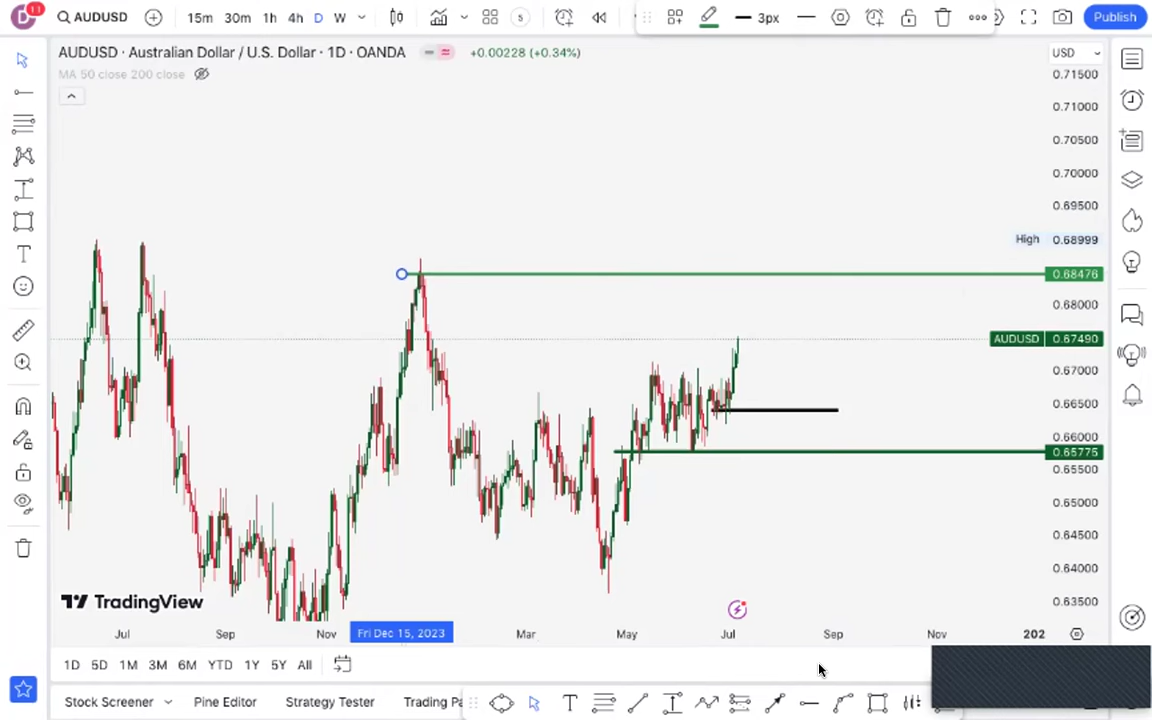 D 11 AUDUSD 15m 30m 1h 4h D W S 3px Publish
AUDUSD · Australian Dollar / U.S. Dollar · 1D · OANDA +0.00228 (+0.34%) USD
MA 50 close 200 close
0.71500
0.71000
0.70500
0.70000
0.69500
High 0.68999
0.68476
0.68000
AUDUSD 0.67490
0.67000
0.66500
0.66000
0.65775
0.65500
0.65000
0.64500
0.64000
0.63500
TradingView
Jul Sep Nov Fri Dec 15, 2023 Mar May Jul Sep Nov 202
1D 5D 1M 3M 6M YTD 1Y 5Y All
Stock Screener Pine Editor Strategy Tester Trading Pa